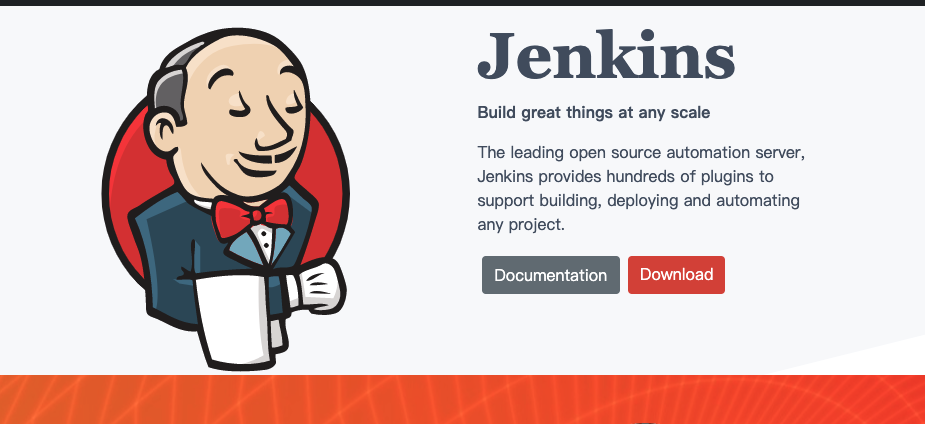 Jenkins
Build great things at any scale
The leading open source automation server,
Jenkins provides hundreds of plugins to
support building, deploying and automating
any project.
Documentation
Download